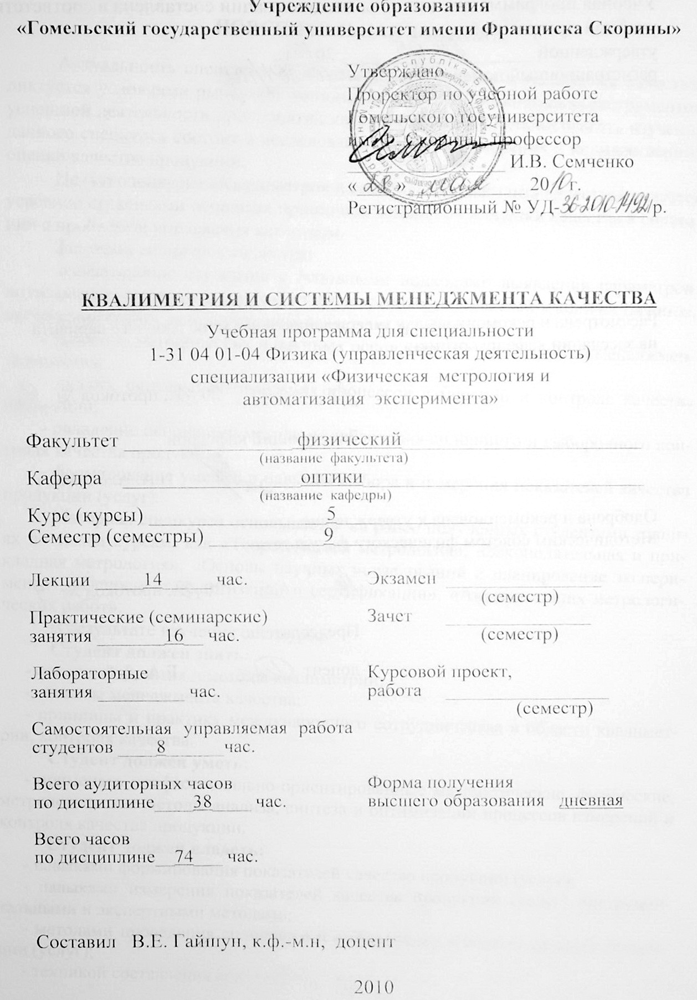 Учреждение образования
«Гомельский государственный университет имени Франциска Скорины»
Утверждаю
Проректор по учебной работе
Гомельского госуниверситета
им. Ф. Скорины, профессор
И.В. Семченко
«28» мая 2010г.
Регистрационный № УД-36-2010-1492/р.
КВАЛИМЕТРИЯ И СИСТЕМЫ МЕНЕДЖМЕНТА КАЧЕСТВА
Учебная программа для специальности
1-31 04 01-04 Физика (управленческая деятельность)
специализации «Физическая метрология и
автоматизация эксперимента»
Факультет физический
(название факультета)
Кафедра оптики
(название кафедры)
Курс (курсы) 5
Семестр (семестры) 9
Лекции 14 час.
Экзамен
(семестр)
Практические (семинарские)
занятия 16 час.
Зачет
(семестр)
Лабораторные
занятия час.
Курсовой проект,
работа
(семестр)
Самостоятельная управляемая работа
студентов 8 час.
Всего аудиторных часов
по дисциплине 38 час.
Форма получения
высшего образования дневная
Всего часов
по дисциплине 74 час.
Составил В.Е. Гайшун, к.ф.-м.н, доцент
2010